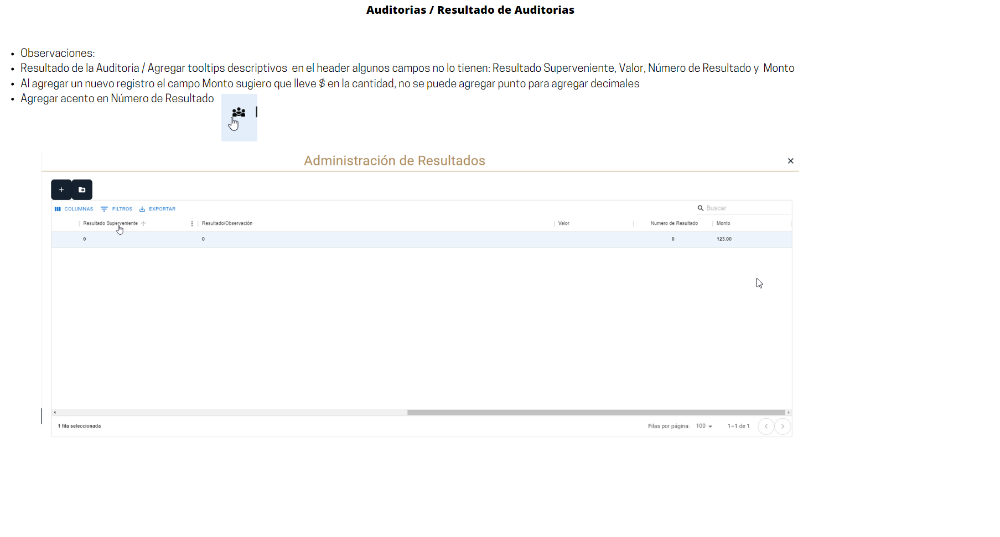 Auditorias / Resultado de Auditorias
• Observaciones:
• Resultado de la Auditoria / Agregar tooltips descriptivos en el header algunos campos no lo tienen: Resultado Superveniente, Valor, Número de Resultado y Monto
• Al agregar un nuevo registro el campo Monto sugiero que lleve $ en la cantidad, no se puede agregar punto para agregar decimales
• Agregar acento en Número de Resultado
Administración de Resultados
COLUMNAS FILTROS EXPORTAR Buscar
Resultado Superveniente Resultado/Observación Valor Numero de Resultado Monto
0 0 0 123.00
1 fila seleccionada Filas por página: 100 1–1 de 1